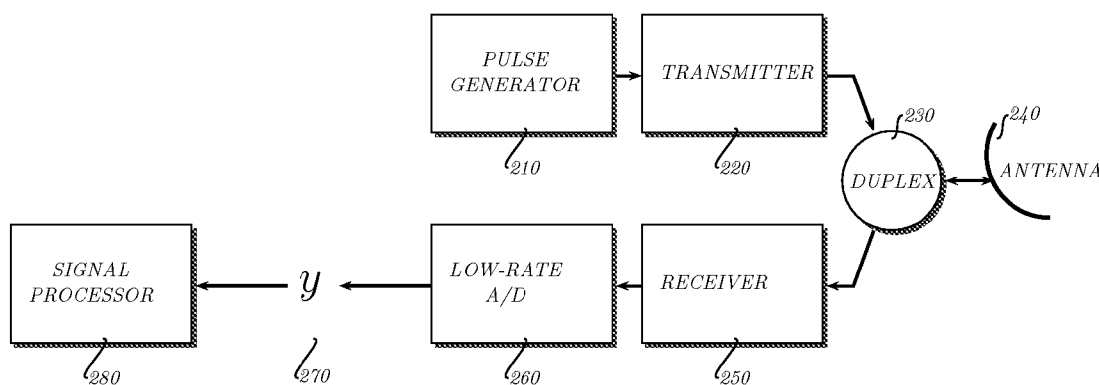 PULSE
GENERATOR
TRANSMITTER
230
240
210
220
DUPLEX
ANTENNA
SIGNAL
PROCESSOR
y
LOW-RATE
A/D
RECEIVER
280
270
260
250